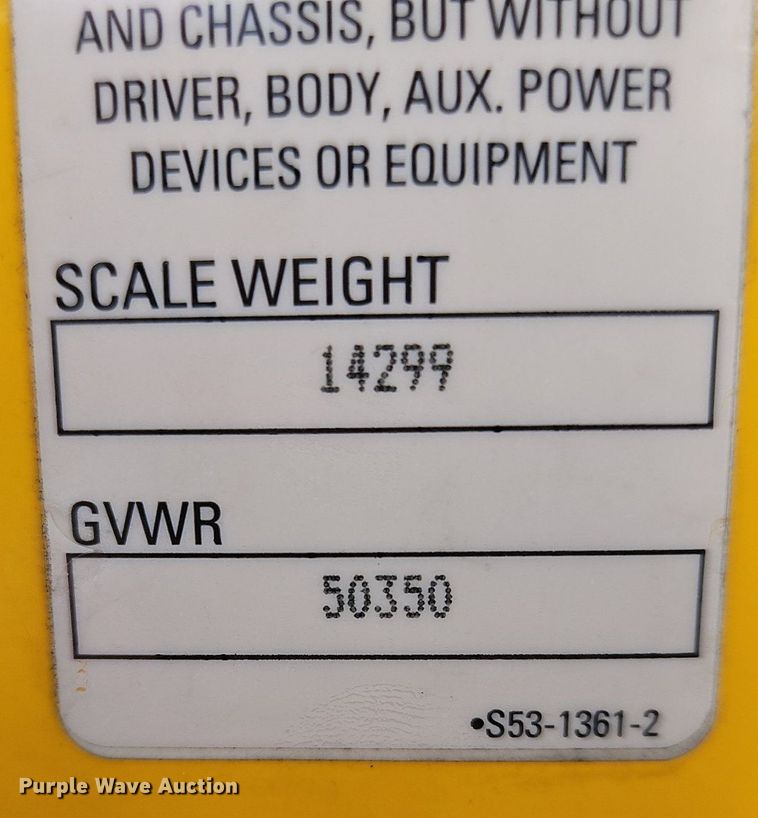 AND CHASSIS, BUT WITHOUT
DRIVER, BODY, AUX. POWER
DEVICES OR EQUIPMENT
SCALE WEIGHT
14299
GVWR
50350
•S53-1361-2
Purple Wave Auction